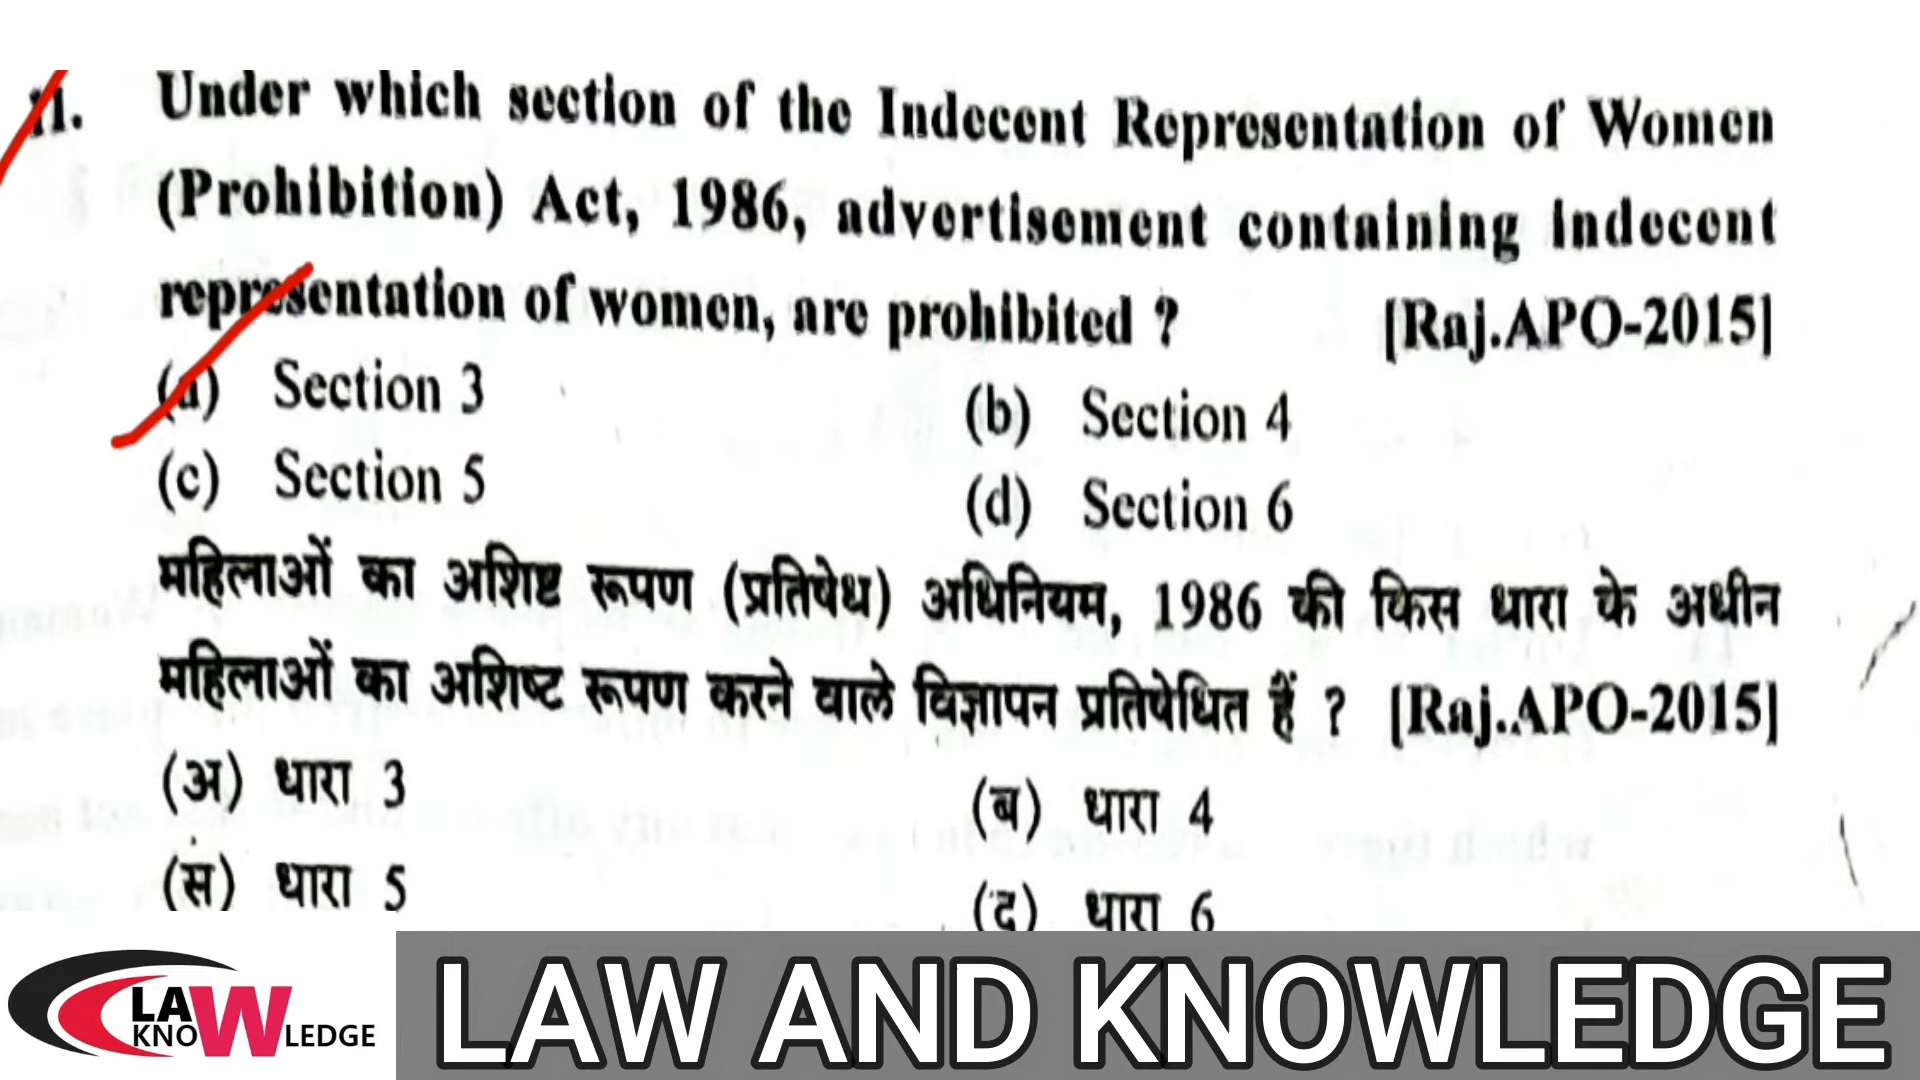 11. Under which section of the Indecent Representation of Women
(Prohibition) Act, 1986, advertisement containing indecent
representation of women, are prohibited ? [Raj.APO-2015]
(a) Section 3 (b) Section 4
(c) Section 5 (d) Section 6
महिलाओं का अशिष्ट रूपण (प्रतिषेध) अधिनियम, 1986 की किस धारा के अधीन
महिलाओं का अशिष्ट रूपण करने वाले विज्ञापन प्रतिषेधित हैं ? [Raj.APO-2015]
(अ) धारा 3 (ब) धारा 4
(स) धारा 5 (द) धारा 6
LAW KNOWLEDGE
LAW AND KNOWLEDGE